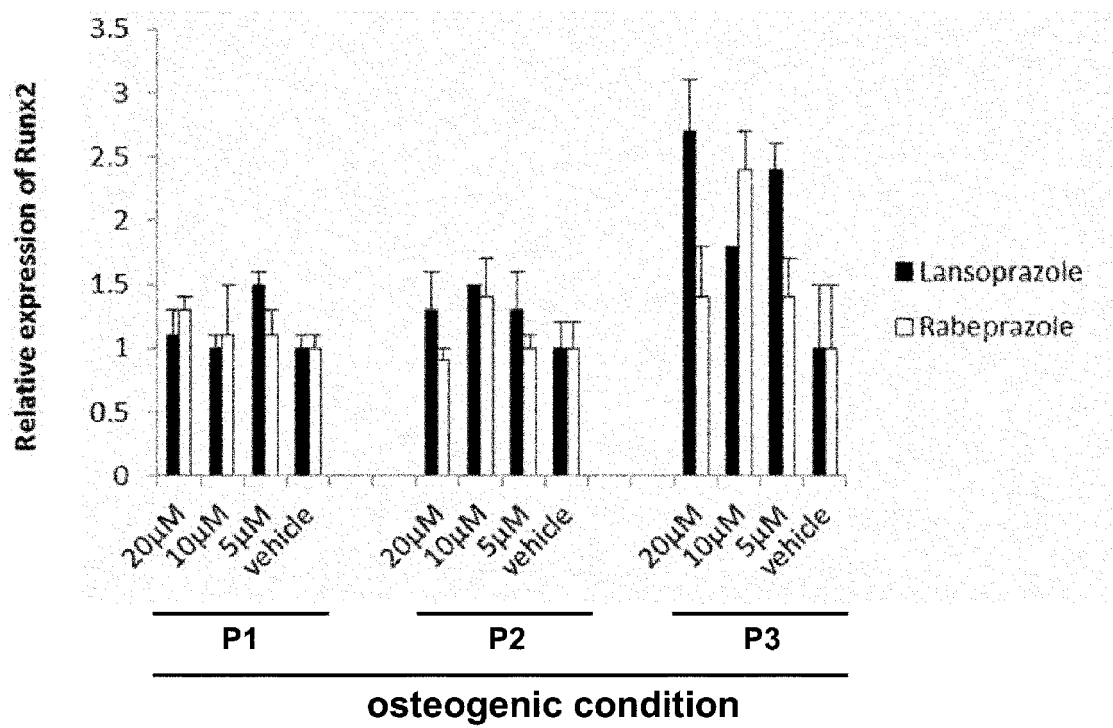 Relative expression of Runx2
3.5
3
2.5
2
1.5
1
0.5
0
20µM
10µM
5µM
vehicle
20µM
10µM
5µM
vehicle
20µM
10µM
5µM
vehicle
Lansoprazole
Rabeprazole
P1
P2
P3
osteogenic condition